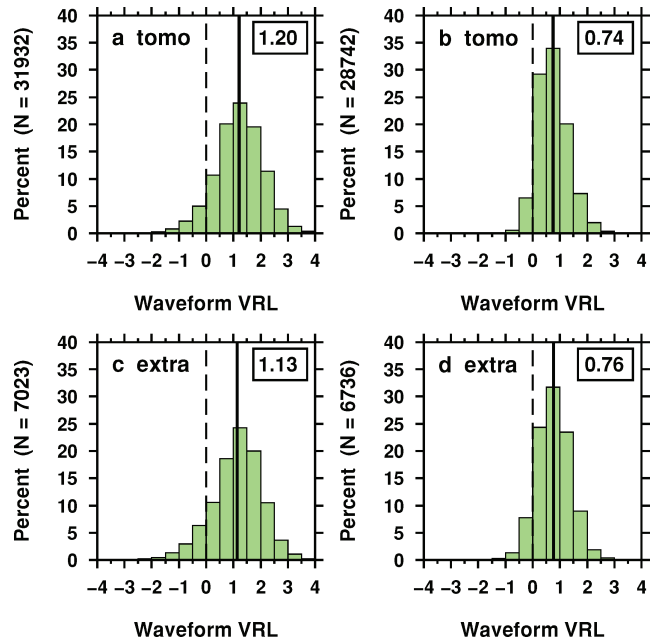 40
35
30
25
20
15
10
5
0
Percent (N = 31932)
a tomo
1.20
−4 −3 −2 −1 0 1 2 3 4
Waveform VRL
40
35
30
25
20
15
10
5
0
Percent (N = 28742)
b tomo
0.74
−4 −3 −2 −1 0 1 2 3 4
Waveform VRL
40
35
30
25
20
15
10
5
0
Percent (N = 7023)
c extra
1.13
−4 −3 −2 −1 0 1 2 3 4
Waveform VRL
40
35
30
25
20
15
10
5
0
Percent (N = 6736)
d extra
0.76
−4 −3 −2 −1 0 1 2 3 4
Waveform VRL